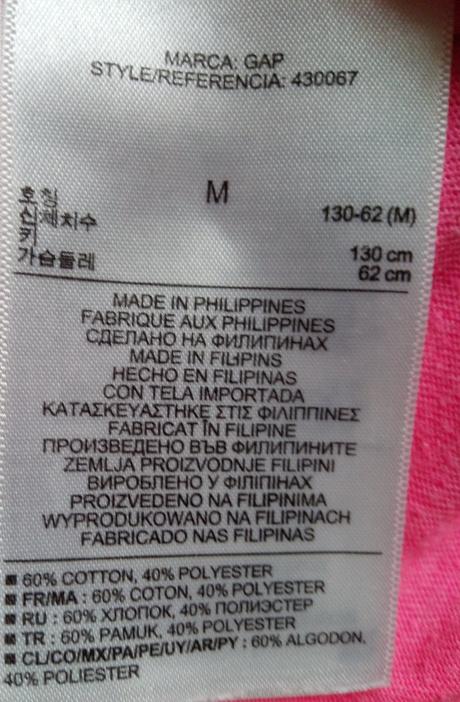 MARCA: GAP
STYLE/REFERENCIA: 430067
M
호칭
신체치수 130-62 (M)
키 130 cm
가슴둘레 62 cm
MADE IN PHILIPPINES
FABRIQUE AUX PHILIPPINES
СДЕЛАНО НА ФИЛИПИНАХ
MADE IN FILIPINS
HECHO EN FILIPINAS
CON TELA IMPORTADA
ΚΑΤΑΣΚΕΥΑΣΤΗΚΕ ΣΤΙΣ ΦΙΛΙΠΠΙΝΕΣ
FABRICAT ÎN FILIPINE
ПРОИЗВЕДЕНО ВЪВ ФИЛИПИНИТЕ
ZEMLJA PROIZVODNJE FILIPINI
ВИРОБЛЕНО У ФІЛІПІНАХ
PROIZVEDENO NA FILIPINIMA
WYPRODUKOWANO NA FILIPINACH
FABRICADO NAS FILIPINAS
■ 60% COTTON, 40% POLYESTER
■ FR/MA : 60% COTON, 40% POLYESTER
■ RU : 60% ХЛОПОК, 40% ПОЛИЭСТЕР
■ TR : 60% PAMUK, 40% POLYESTER
■ CL/CO/MX/PA/PE/UY/AR/PY : 60% ALGODON,
40% POLIESTER